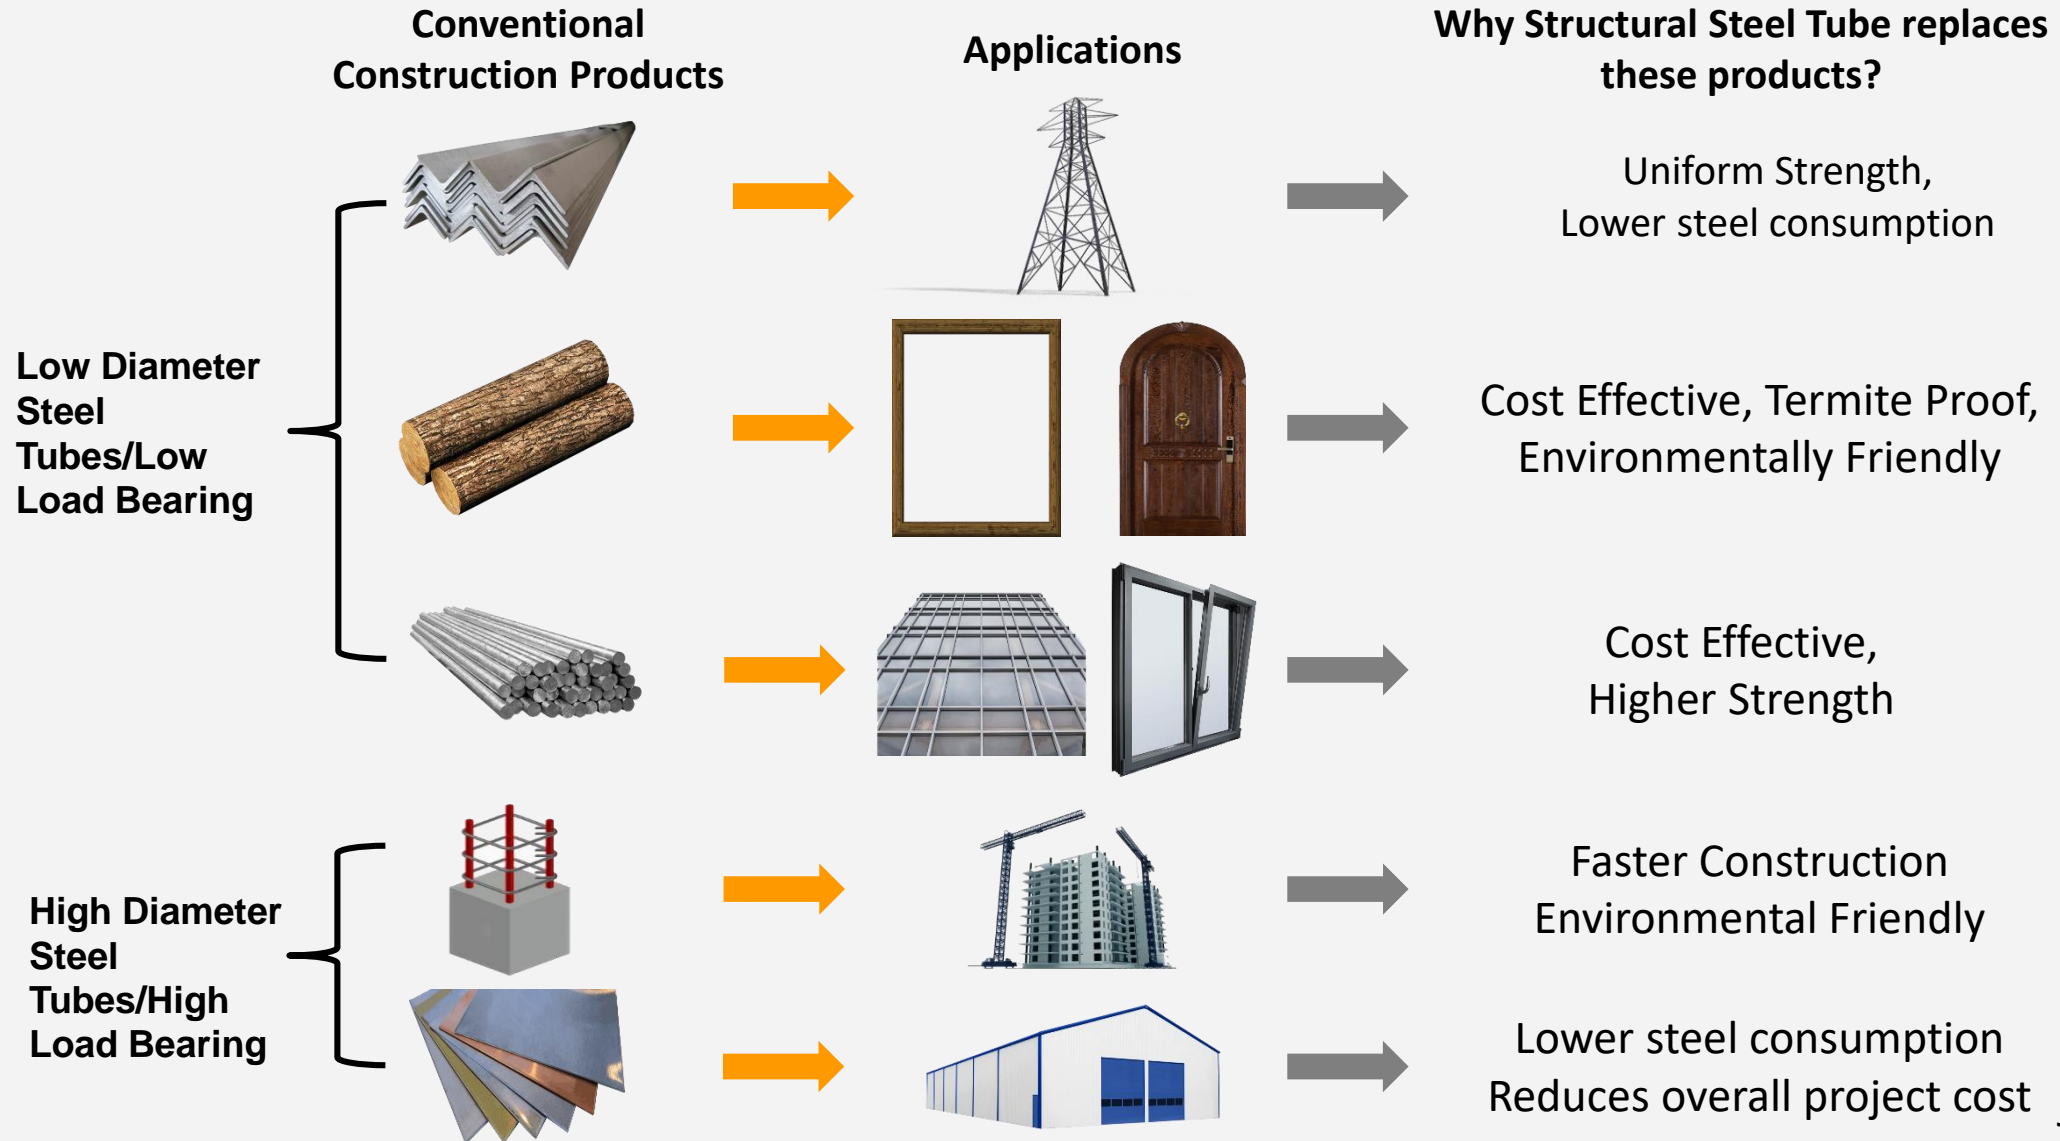 Conventional
Construction Products
Applications
Why Structural Steel Tube replaces
these products?
Uniform Strength,
Lower steel consumption
Low Diameter
Steel
Tubes/Low
Load Bearing
Cost Effective, Termite Proof,
Environmentally Friendly
Cost Effective,
Higher Strength
High Diameter
Steel
Tubes/High
Load Bearing
Faster Construction
Environmental Friendly
Lower steel consumption
Reduces overall project cost